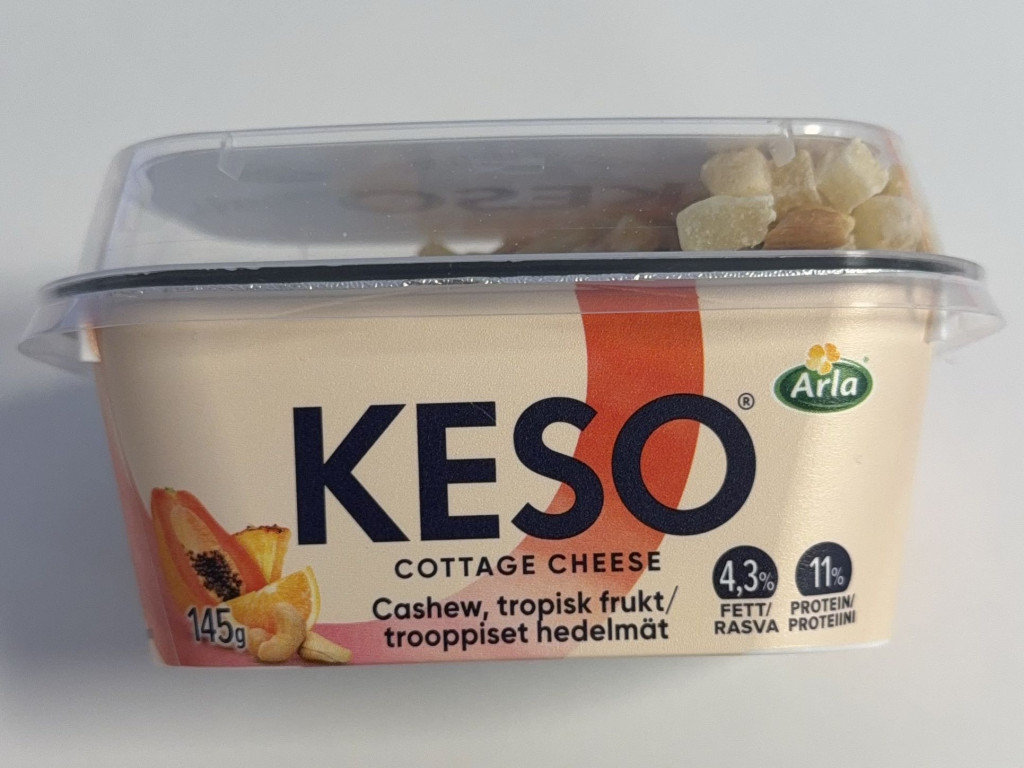 Arla
KESO®
COTTAGE CHEESE
Cashew, tropisk frukt/
trooppiset hedelmät
145g
4,3%
FETT/
RASVA
11%
PROTEIN/
PROTEIINI